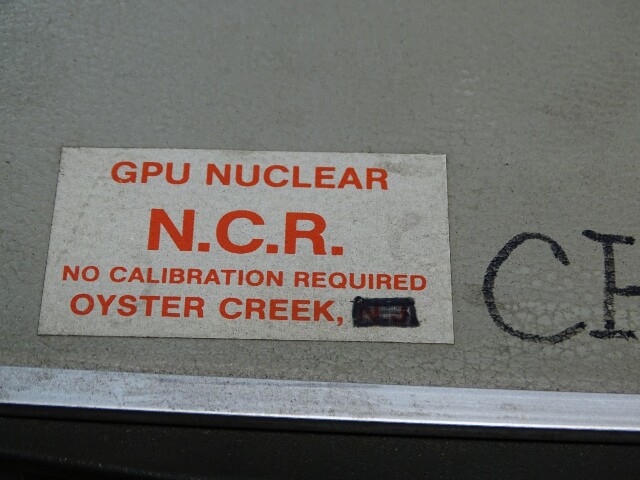 GPU NUCLEAR
N.C.R.
NO CALIBRATION REQUIRED
OYSTER CREEK,